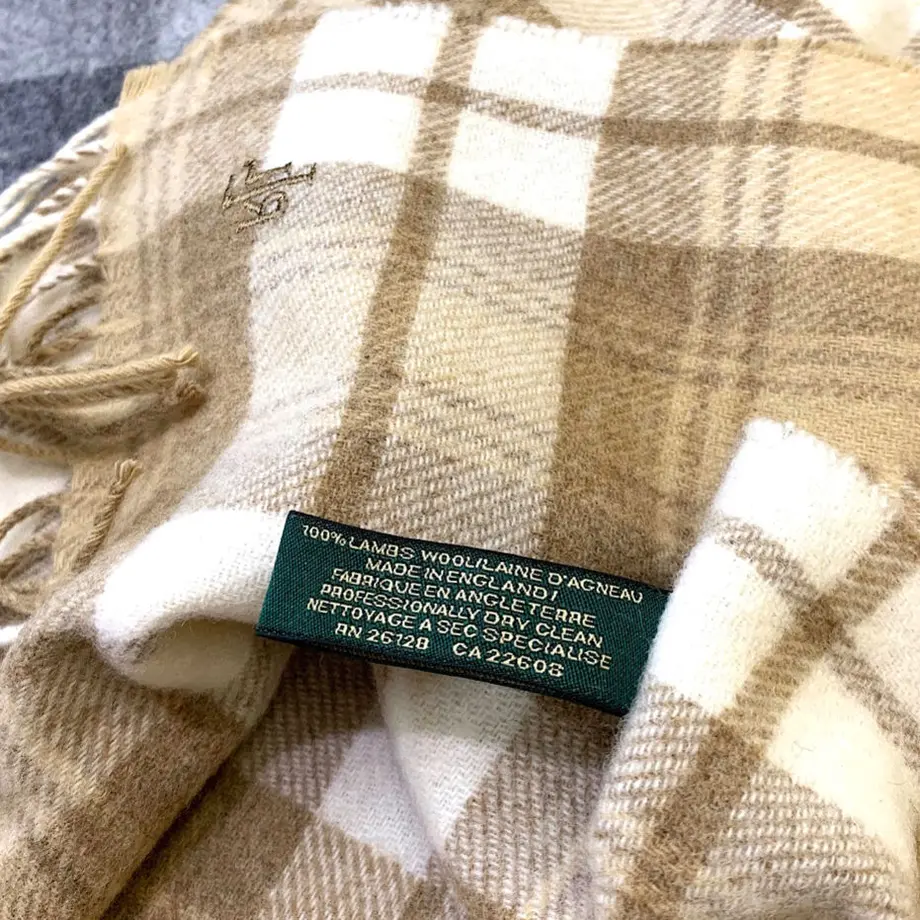 100% LAMBS WOOL/LAINE D'AGNEAU
MADE IN ENGLAND/
FABRIQUE EN ANGLETERRE
PROFESSIONALLY DRY CLEAN
NETTOYAGE A SEC SPECIALISE
RN 26128 CA 22608